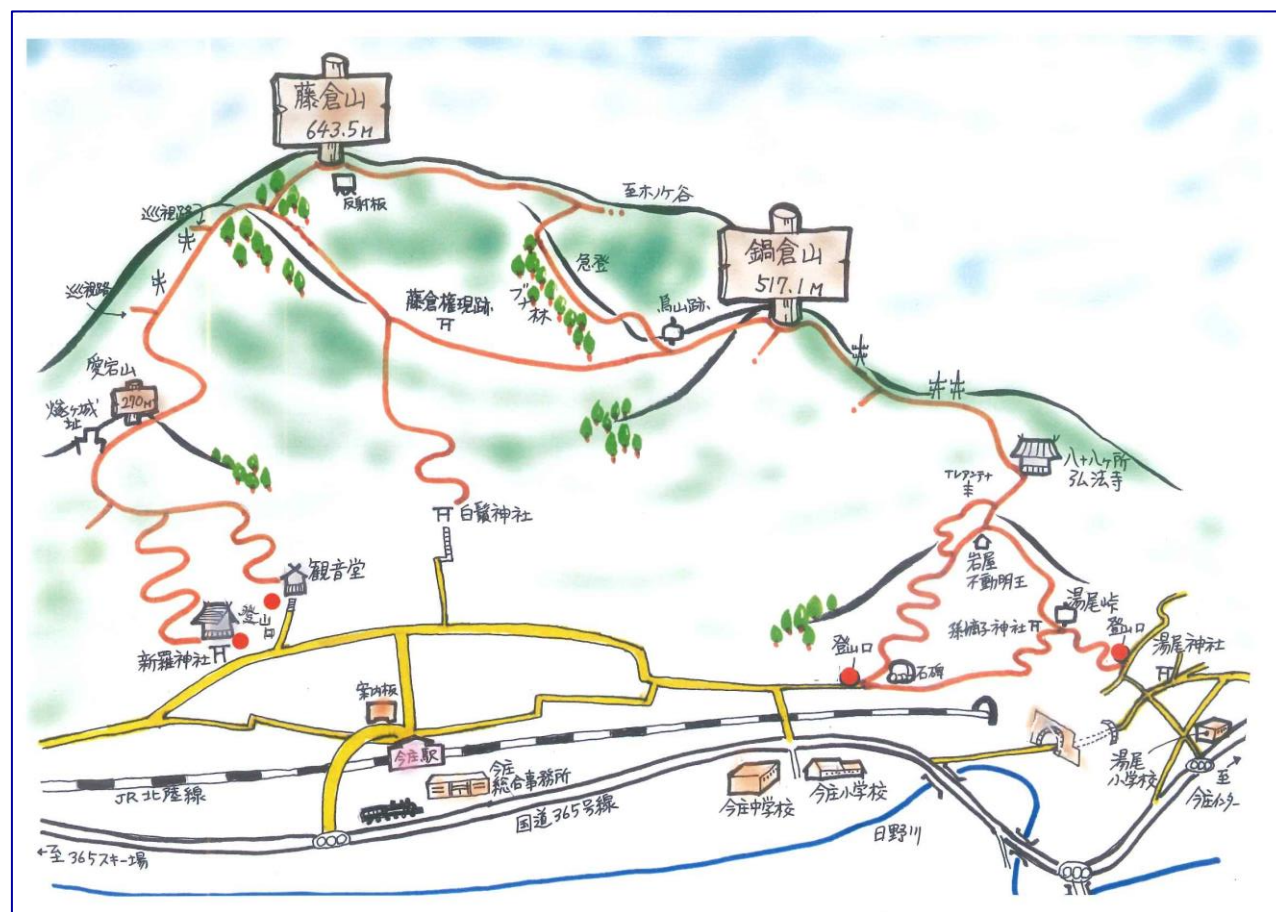 藤倉山
643.5M
反射板
至ホノケ谷
巡視路
鍋倉山
517.1M
急登
ブナ
林
鳥山跡
藤倉権現跡
巡視路
愛宕山
270M
燧ヶ城
址
八十八ヶ所
弘法寺
TVアンテナ
白鬚神社
観音堂
登山口
新羅神社
岩屋
不動明王
湯尾峠
孫嫡子神社
登山口
湯尾神社
登山口
石碑
案内板
今庄駅
JR北陸線
今庄
総合事務所
国道365号線
今庄中学校
今庄小学校
湯尾
小学校
至
今庄インター
日野川
←至365スキー場